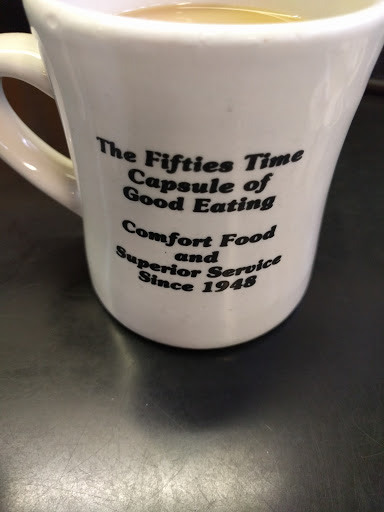 The Fifties Time
Capsule of
Good Eating
Comfort Food
and
Superior Service
Since 1948